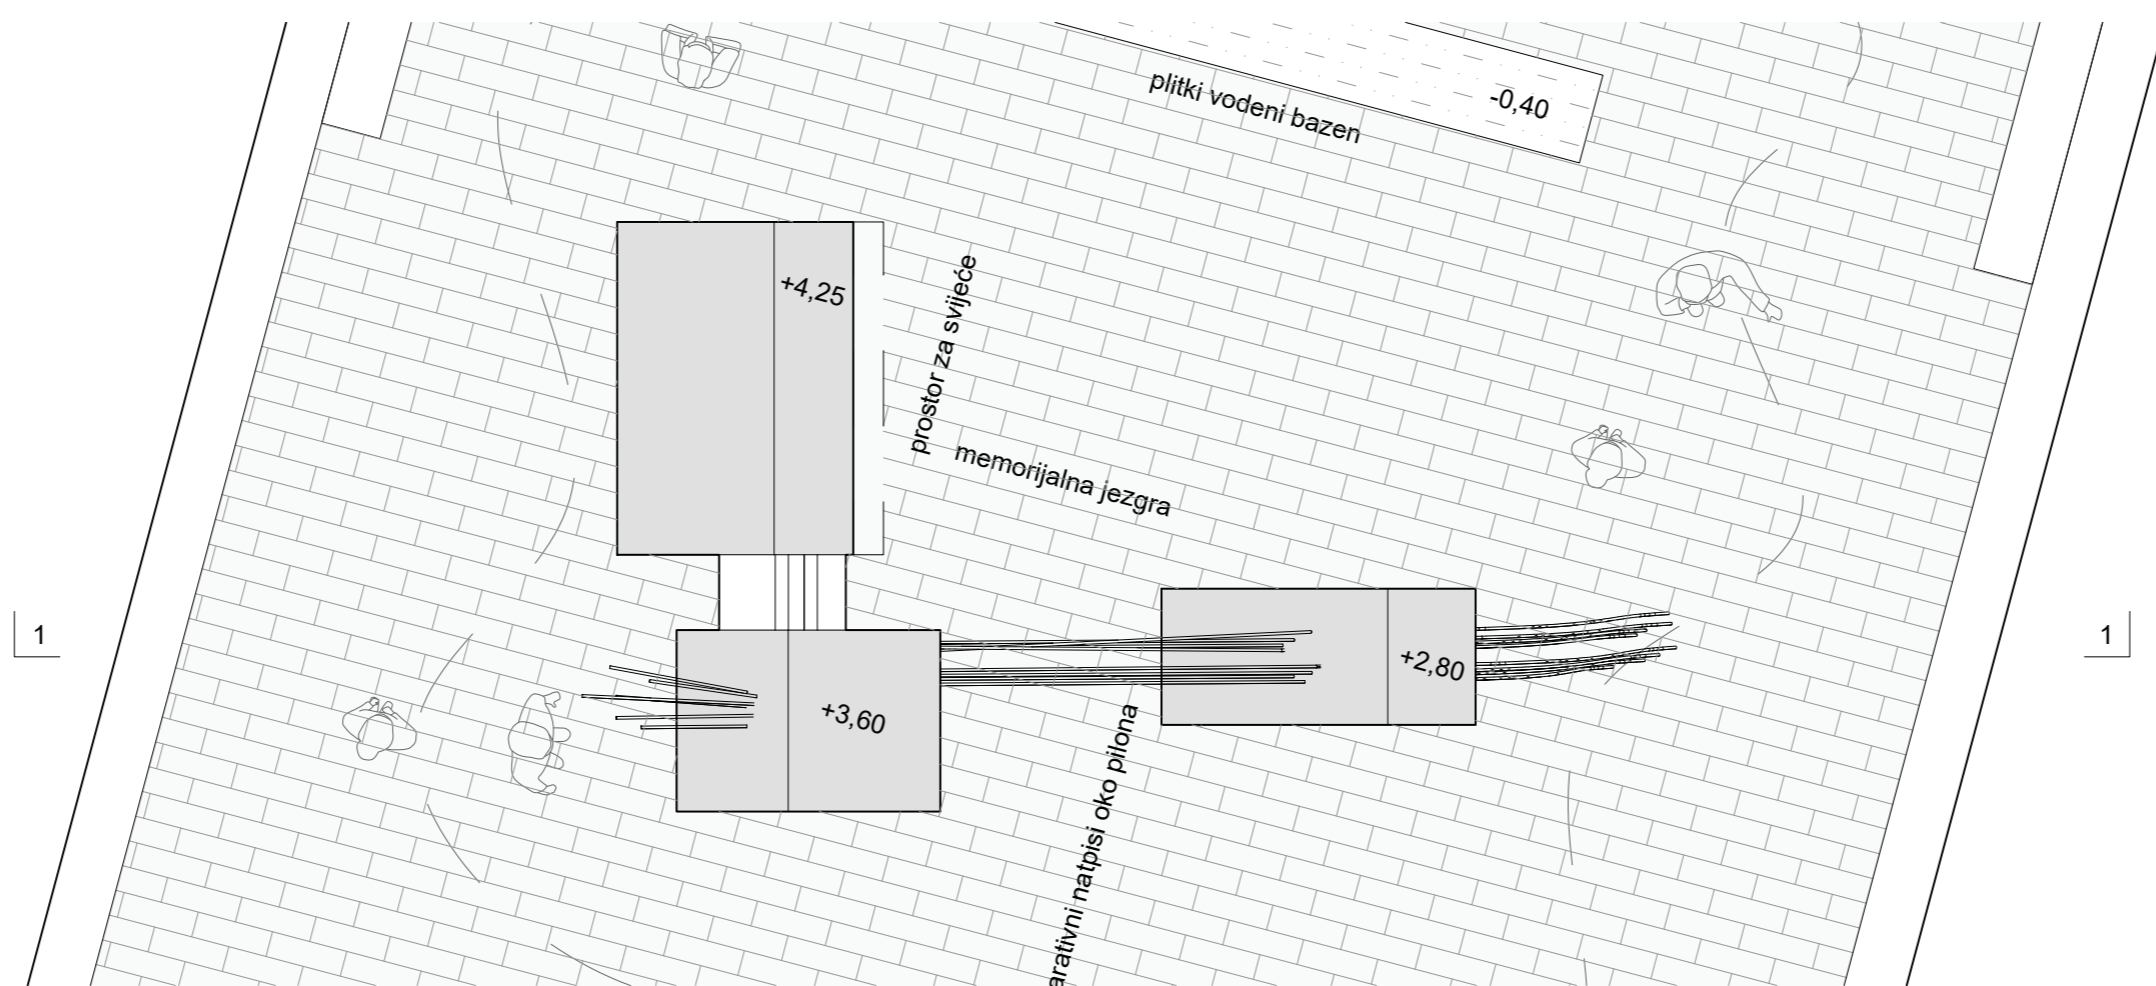 plitki vodeni bazen
-0,40
+4,25
prostor za svijeće
memorijalna jezgra
1
+3,60
+2,80
1
arativni natpisi oko pilona